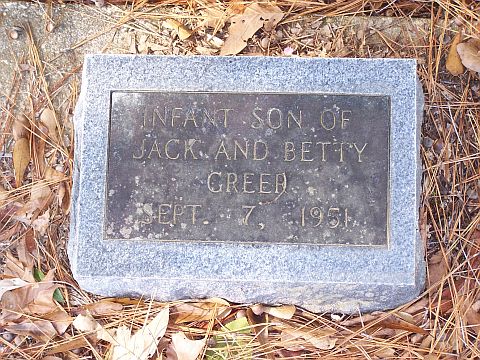 INFANT SON OF
JACK AND BETTY
GREER
SEPT. 7, 1951